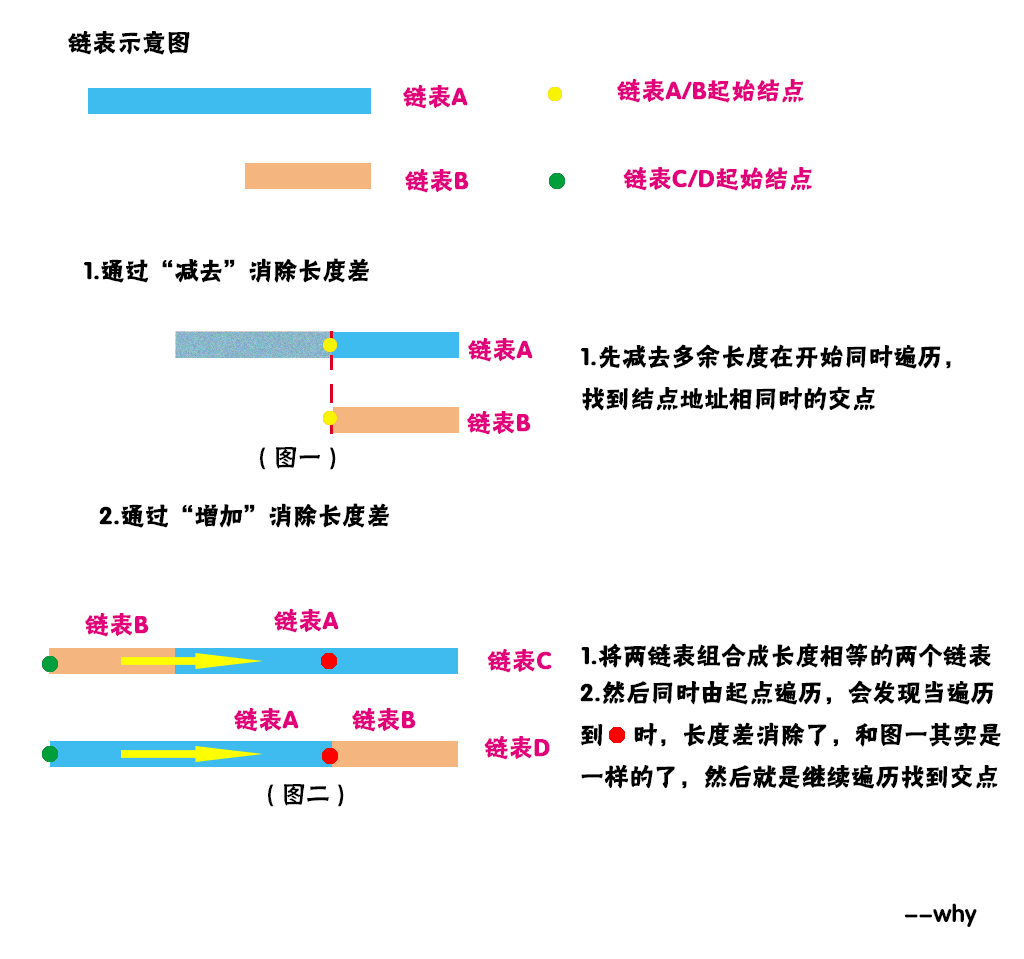 链表示意图
链表A
链表A/B起始结点
链表B
链表C/D起始结点
1.通过“减去”消除长度差
链表A
1.先减去多余长度在开始同时遍历，
找到结点地址相同时的交点
链表B
（图一）
2.通过“增加”消除长度差
链表B
链表A
链表C
1.将两链表组合成长度相等的两个链表
2.然后同时由起点遍历，会发现当遍历
链表A
链表B
链表D
到 时，长度差消除了，和图一其实是
一样的了，然后就是继续遍历找到交点
（图二）
--why